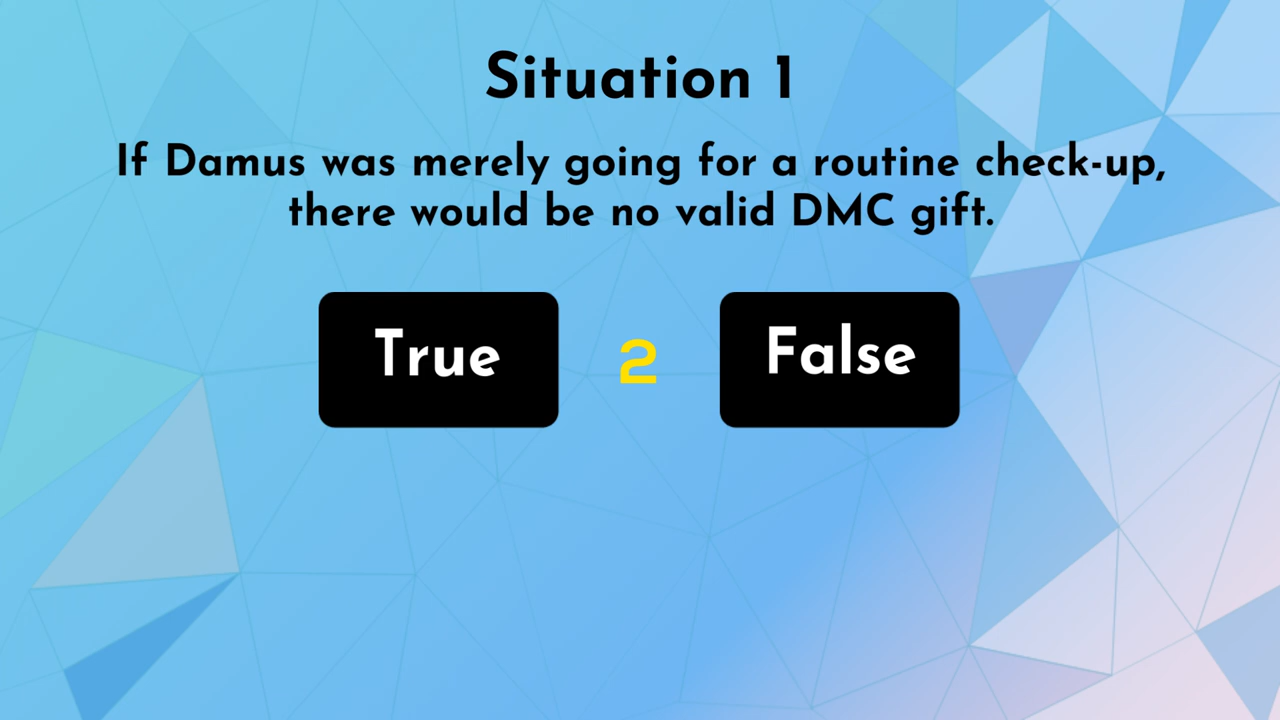 Situation 1
If Damus was merely going for a routine check-up,
there would be no valid DMC gift.
True 2 False